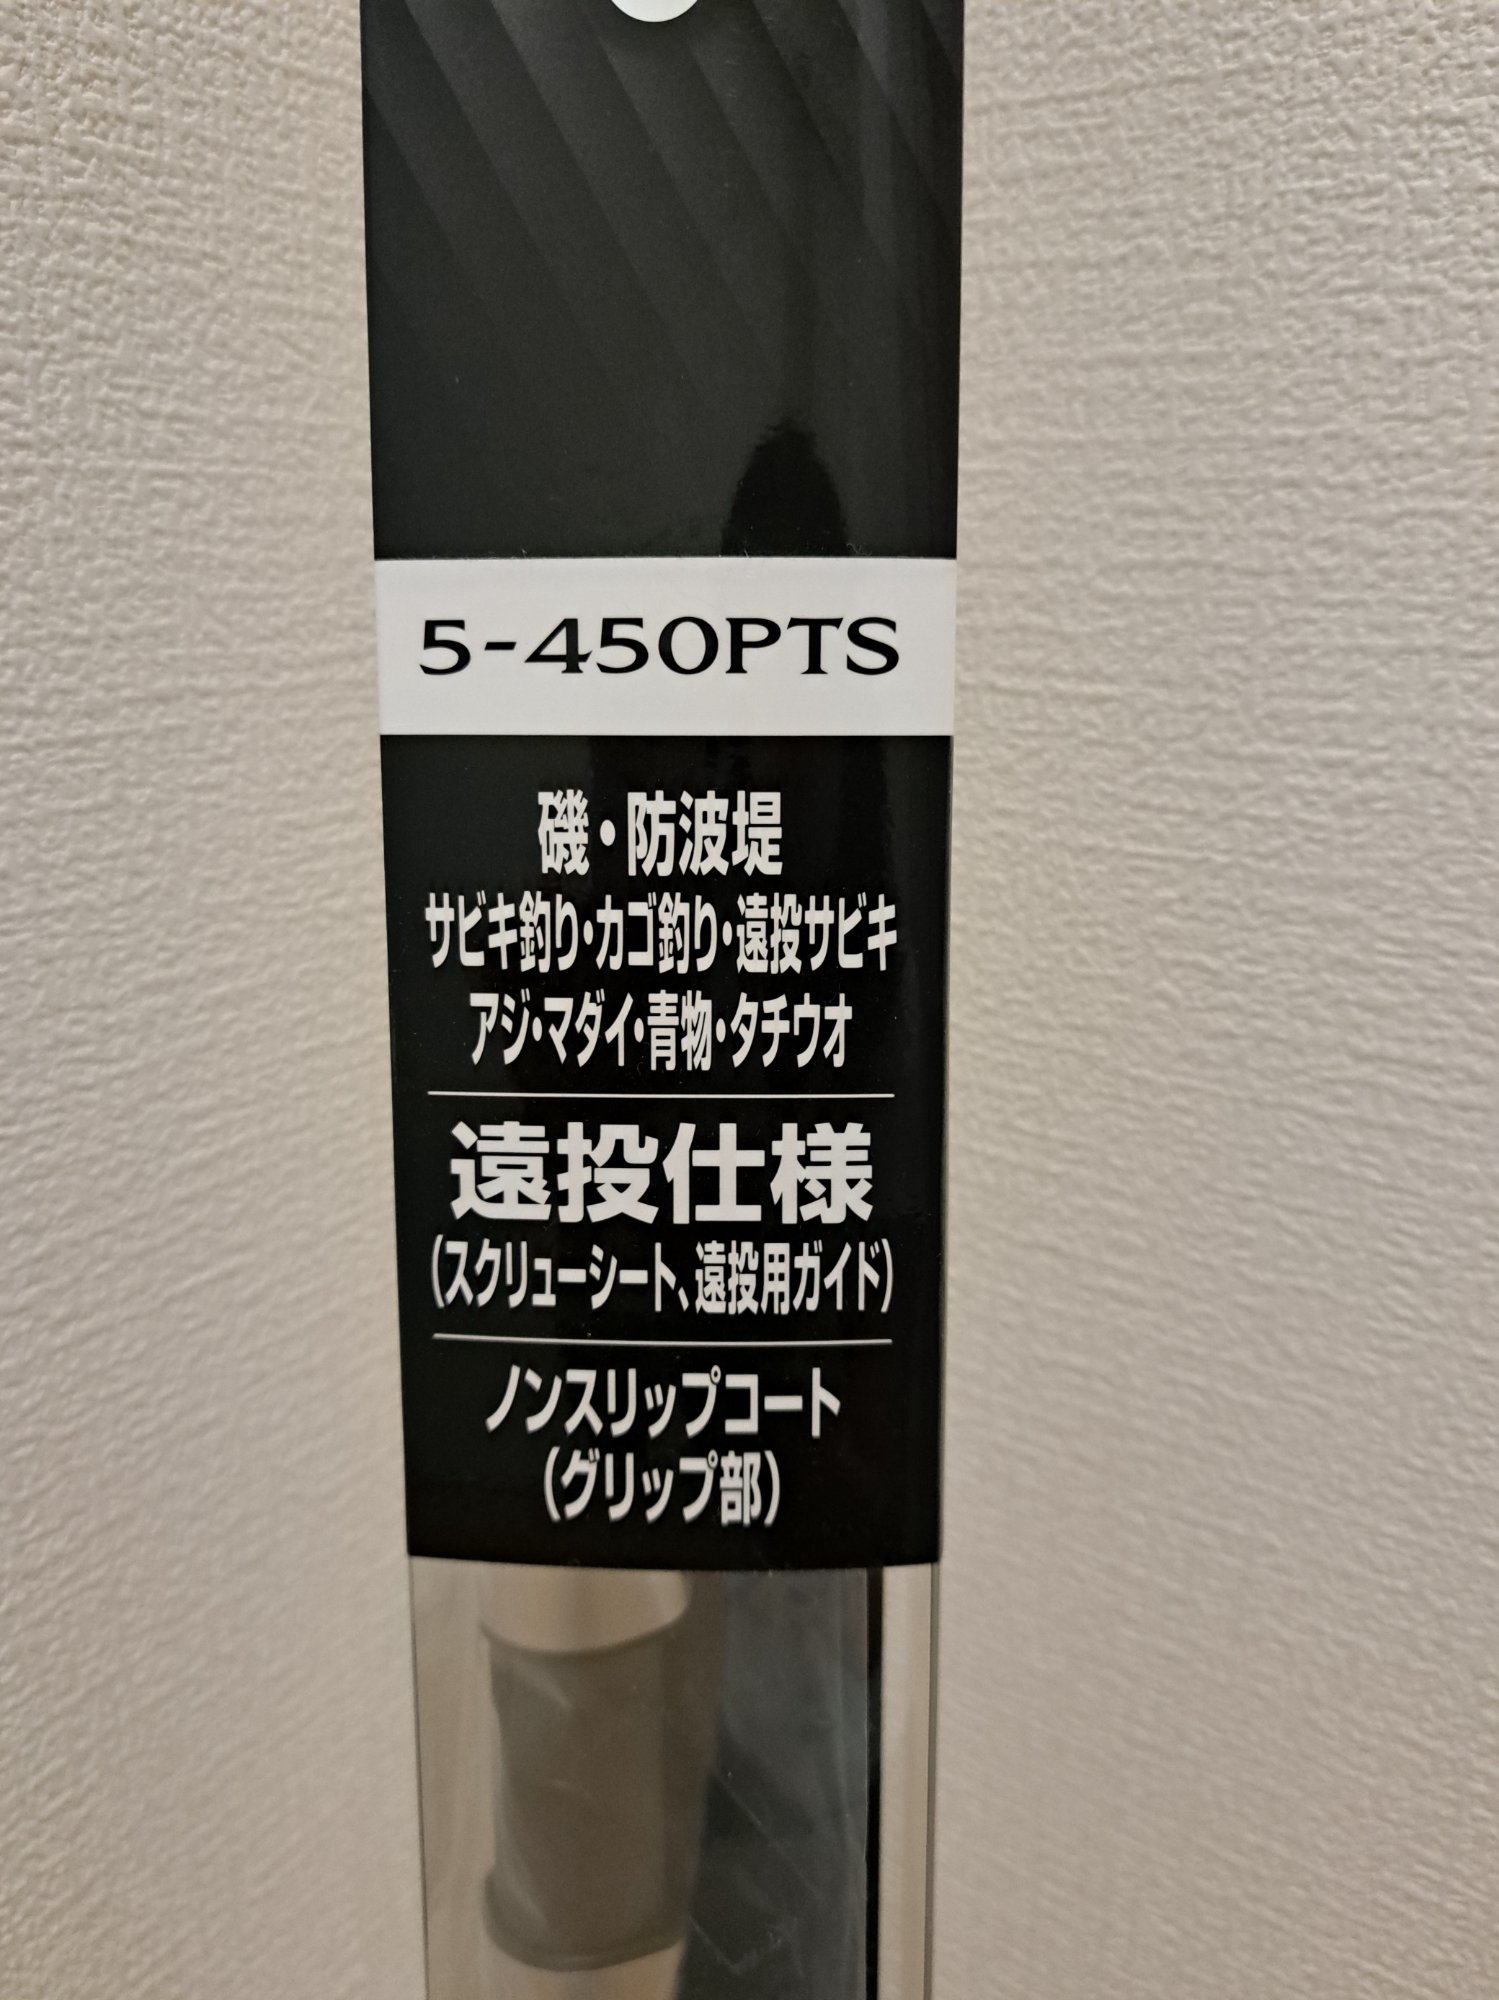 5-450PTS
磯・防波堤
サビキ釣り・カゴ釣り・遠投サビキ
アジ・マダイ・青物・タチウオ
遠投仕様
(スクリューシート、遠投用ガイド)
ノンスリップコート
(グリップ部)